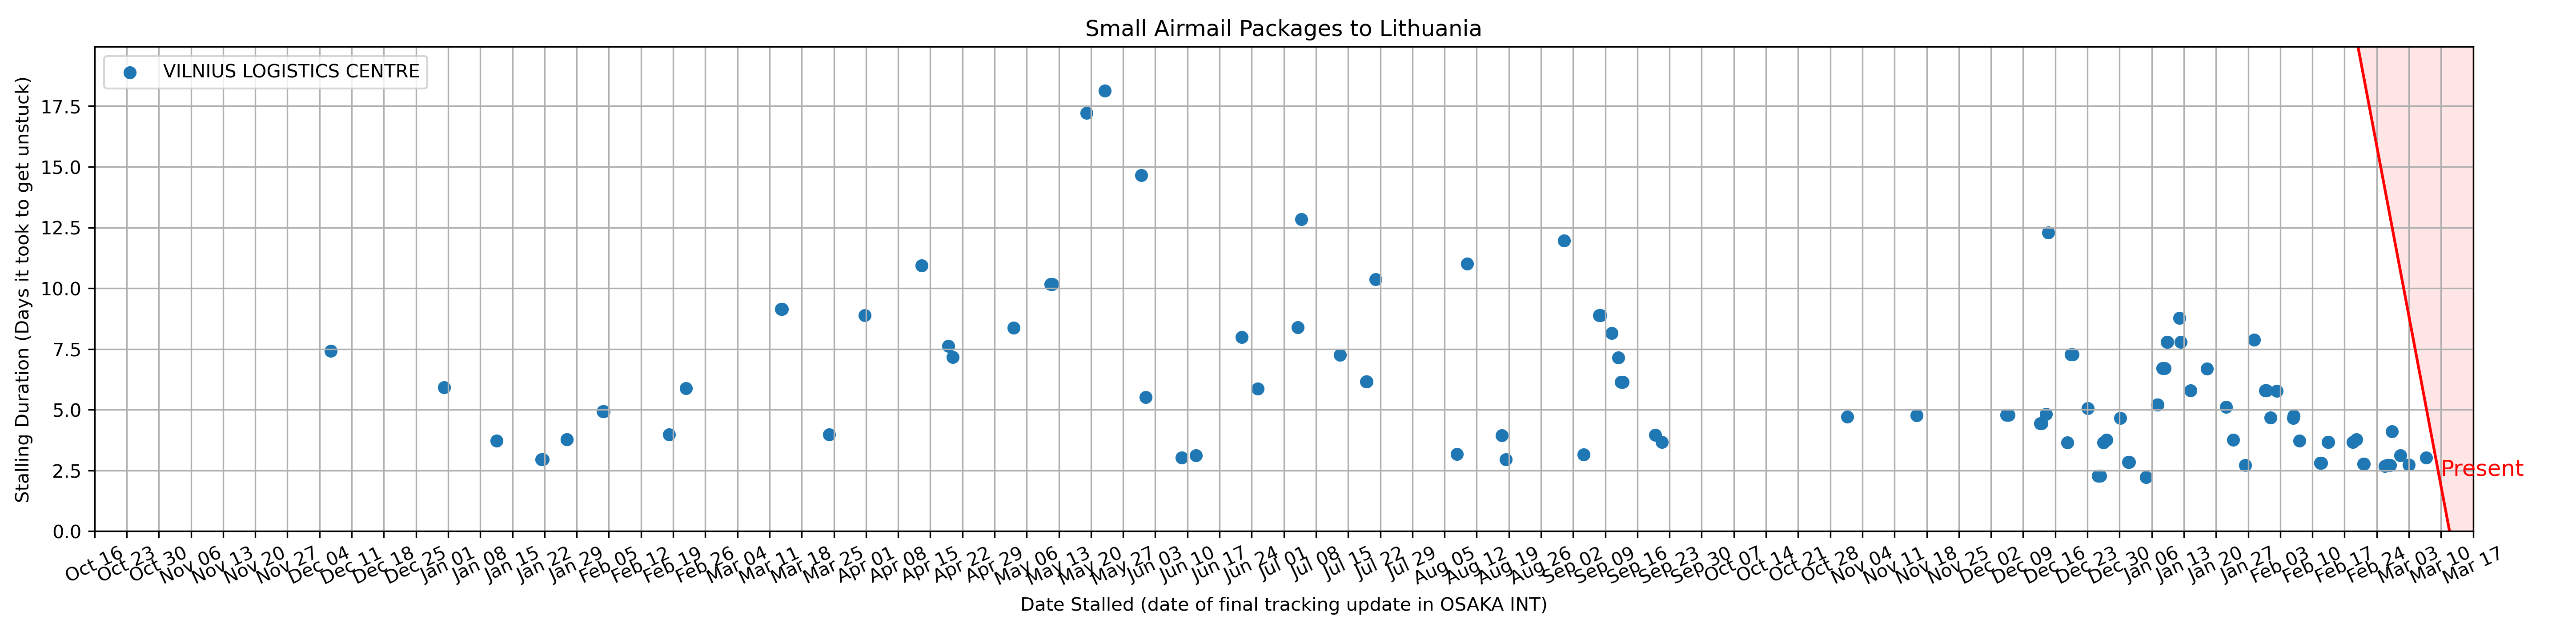 Small Airmail Packages to Lithuania
VILNIUS LOGISTICS CENTRE
Stalling Duration (Days it took to get unstuck)
17.5
15.0
12.5
10.0
7.5
5.0
2.5
0.0
Present
Oct 16
Oct 23
Oct 30
Nov 06
Nov 13
Nov 20
Nov 27
Dec 04
Dec 11
Dec 18
Dec 25
Jan 01
Jan 08
Jan 15
Jan 22
Jan 29
Feb 05
Feb 12
Feb 19
Feb 26
Mar 04
Mar 11
Mar 18
Mar 25
Apr 01
Apr 08
Apr 15
Apr 22
Apr 29
May 06
May 13
May 20
May 27
Jun 03
Jun 10
Jun 17
Jun 24
Jul 01
Jul 08
Jul 15
Jul 22
Jul 29
Aug 05
Aug 12
Aug 19
Aug 26
Sep 02
Sep 09
Sep 16
Sep 23
Sep 30
Oct 07
Oct 14
Oct 21
Oct 28
Nov 04
Nov 11
Nov 18
Nov 25
Dec 02
Dec 09
Dec 16
Dec 23
Dec 30
Jan 06
Jan 13
Jan 20
Jan 27
Feb 03
Feb 10
Feb 17
Feb 24
Mar 03
Mar 10
Mar 17
Date Stalled (date of final tracking update in OSAKA INT)